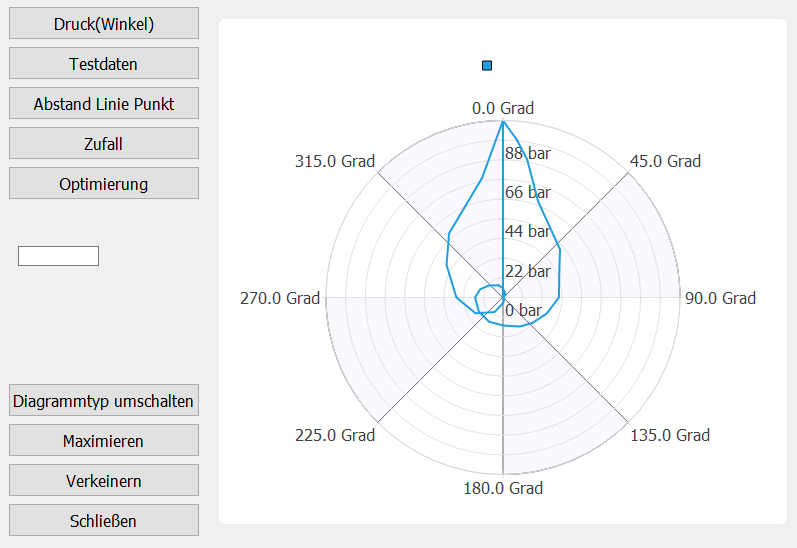 Druck(Winkel)
Testdaten
Abstand Linie Punkt
Zufall
Optimierung
Diagrammtyp umschalten
Maximieren
Verkeinern
Schließen
0.0 Grad
315.0 Grad
45.0 Grad
88 bar
66 bar
44 bar
22 bar
270.0 Grad
90.0 Grad
0 bar
225.0 Grad
135.0 Grad
180.0 Grad